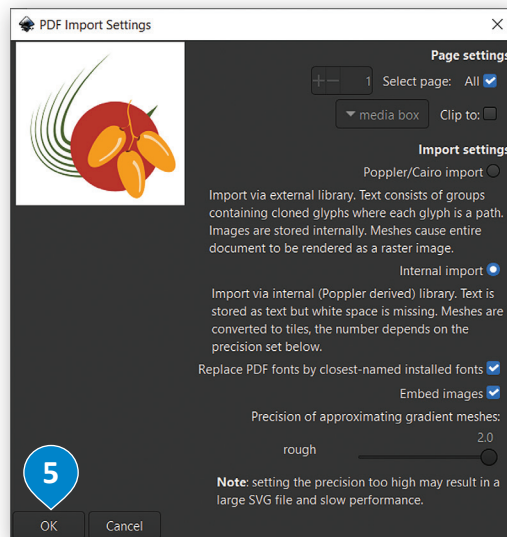 PDF Import Settings
Page settings
1 Select page: All
media box Clip to:
Import settings
Poppler/Cairo import
Import via external library. Text consists of groups
containing cloned glyphs where each glyph is a path.
Images are stored internally. Meshes cause entire
document to be rendered as a raster image.
Internal import
Import via internal (Poppler derived) library. Text is
stored as text but white space is missing. Meshes are
converted to tiles, the number depends on the
precision set below.
Replace PDF fonts by closest-named installed fonts
Embed images
Precision of approximating gradient meshes:
2.0
rough
Note: setting the precision too high may result in a
large SVG file and slow performance.
5
OK Cancel